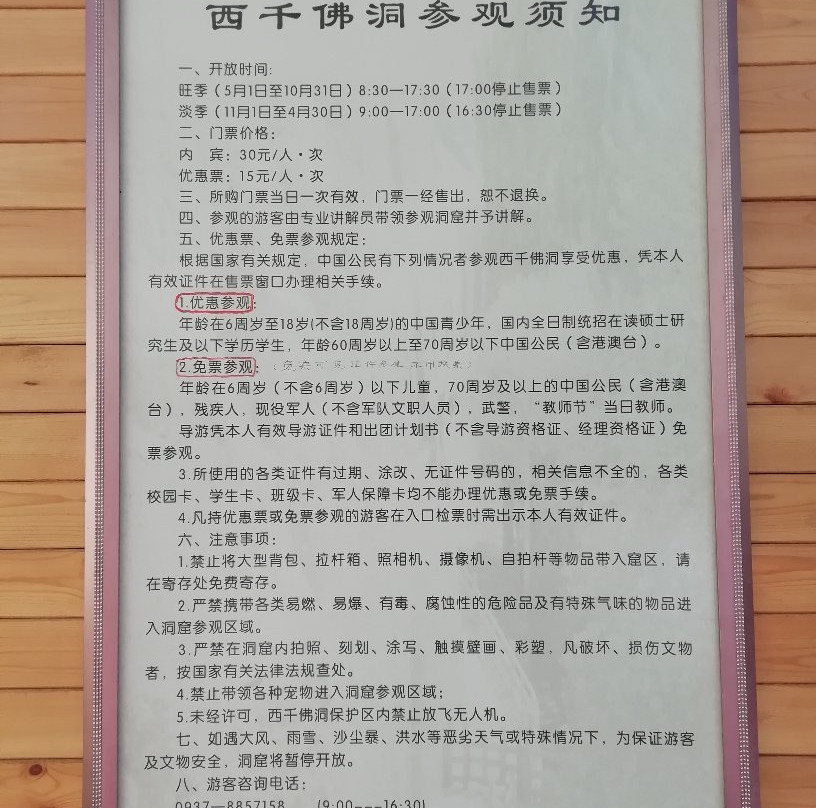 西千佛洞参观须知
一、开放时间:
旺季（5月1日至10月31日）8:30—17:30（17:00停止售票）
淡季（11月1日至4月30日）9:00—17:00（16:30停止售票）
二、门票价格：
内　宾：30元/人·次
优惠票：15元/人·次
三、所购门票当日一次有效，门票一经售出，恕不退换。
四、参观的游客由专业讲解员带领参观洞窟并予讲解。
五、优惠票、免票参观规定：
根据国家有关规定，中国公民有下列情况者参观西千佛洞享受优惠，凭本人
有效证件在售票窗口办理相关手续。
1.优惠参观：
年龄在6周岁至18岁(不含18周岁)的中国青少年，国内全日制统招在读硕士研
究生及以下学历学生，年龄60周岁以上至70周岁以下中国公民（含港澳台）。
2.免票参观：
年龄在6周岁（不含6周岁）以下儿童，70周岁及以上的中国公民（含港澳
台），残疾人，现役军人（不含军队文职人员），武警，“教师节”当日教师。
导游凭本人有效导游证件和出团计划书（不含导游资格证、经理资格证）免
票参观。
3.所使用的各类证件有过期、涂改、无证件号码的，相关信息不全的，各类
校园卡、学生卡、班级卡、军人保障卡均不能办理优惠或免票手续。
4.凡持优惠票或免票参观的游客在入口检票时需出示本人有效证件。
六、注意事项：
1.禁止将大型背包、拉杆箱、照相机、摄像机、自拍杆等物品带入窟区，请
在寄存处免费寄存。
2.严禁携带各类易燃、易爆、有毒、腐蚀性的危险品及有特殊气味的物品进
入洞窟参观区域。
3.严禁在洞窟内拍照、刻划、涂写、触摸壁画、彩塑，凡破坏、损伤文物
者，按国家有关法律法规查处。
4.禁止带领各种宠物进入洞窟参观区域；
5.未经许可，西千佛洞保护区内禁止放飞无人机。
七、如遇大风、雨雪、沙尘暴、洪水等恶劣天气或特殊情况下，为保证游客
及文物安全，洞窟将暂停开放。
八、游客咨询电话：
0937—8857158　（9:00---16:30）